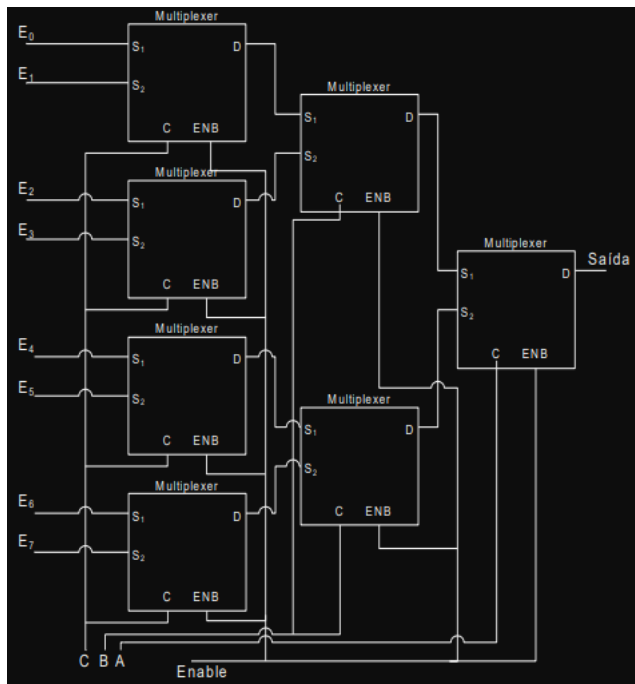 Multiplexer
E₀
S₁
D
E₁
S₂
C ENB
Multiplexer
S₁
D
S₂
C ENB
Multiplexer
E₂
S₁
D
E₃
S₂
C ENB
Multiplexer
S₁
D
S₂
C ENB
Saída
Multiplexer
E₄
S₁
D
E₅
S₂
C ENB
Multiplexer
S₁
D
S₂
C ENB
Multiplexer
E₆
S₁
D
E₇
S₂
C ENB
C B A
Enable